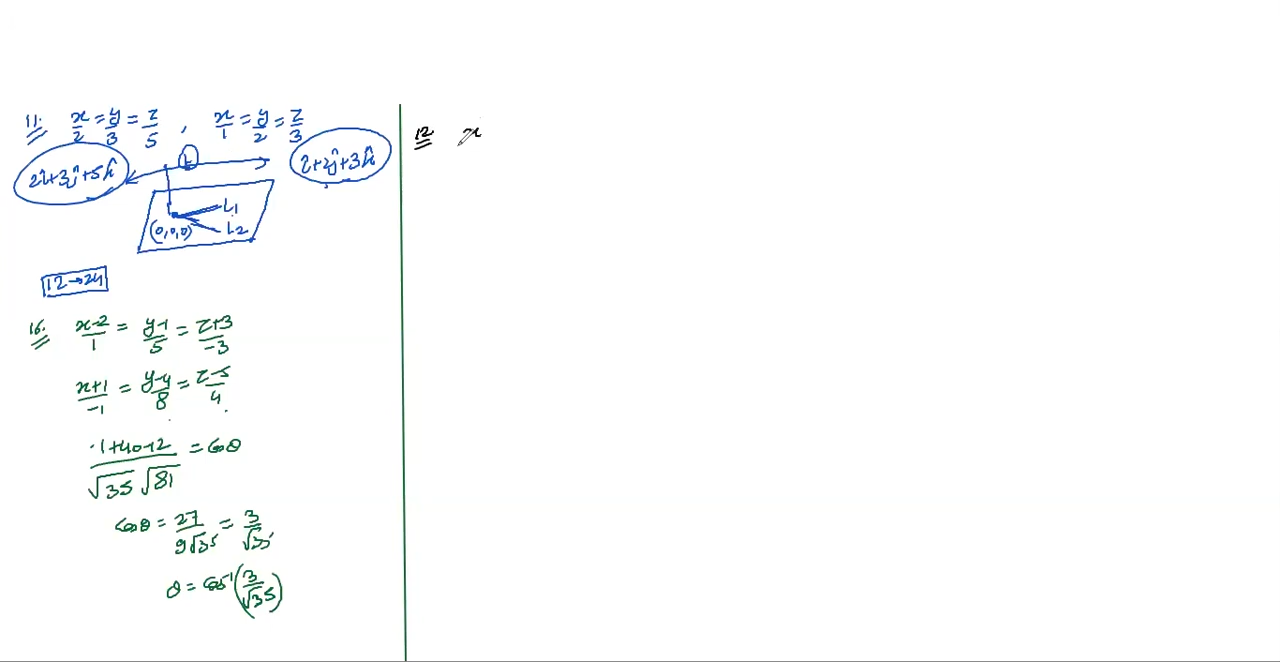 11. x/2 = y/3 = z/5 , x/1 = y/2 = z/3
2î+3ĵ+5k̂
î+2ĵ+3k̂
L
L1
(0,0,0) L2
12→24
16. x-2/1 = y-1/5 = z+3/-3
x+1/-1 = y-4/8 = z-5/4
-1+40-12/√35 √81 = cosθ
cosθ = 27/9√35 = 3/√35
θ = cos⁻¹(3/√35)
12 x